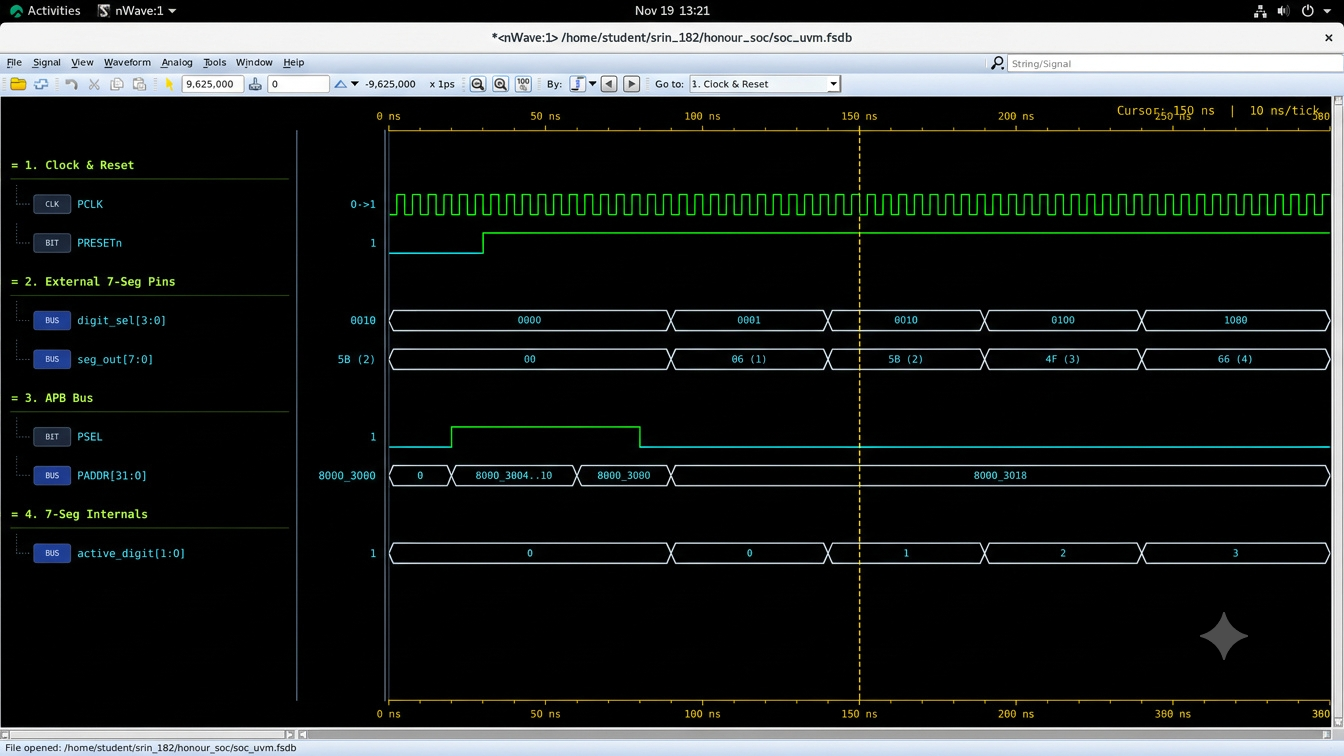 Activities nWave:1 Nov 19 13:21
*<nWave:1> /home/student/srin_182/honour_soc/soc_uvm.fsdb
File Signal View Waveform Analog Tools Window Help String/Signal
9,625,000 0 -9,625,000 x 1ps 100 By: Go to: 1. Clock & Reset
Cursor: 150 ns | 10 ns/tick
0 ns 50 ns 100 ns 150 ns 200 ns 250 ns 300
= 1. Clock & Reset
CLK PCLK 0->1
BIT PRESETn 1
= 2. External 7-Seg Pins
BUS digit_sel[3:0] 0010 0000 0001 0010 0100 1080
BUS seg_out[7:0] 5B (2) 00 06 (1) 5B (2) 4F (3) 66 (4)
= 3. APB Bus
BIT PSEL 1
BUS PADDR[31:0] 8000_3000 0 8000_3004..10 8000_3080 8000_3018
= 4. 7-Seg Internals
BUS active_digit[1:0] 1 0 0 1 2 3
0 ns 50 ns 100 ns 150 ns 200 ns 380 ns 300
File opened: /home/student/srin_182/honour_soc/soc_uvm.fsdb